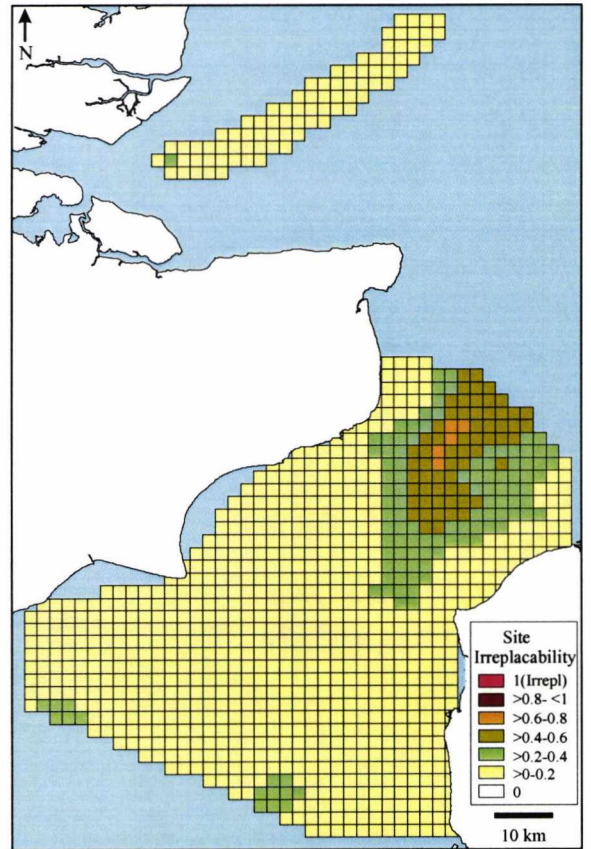 N
Site
Irreplacability
1(Irrepl)
>0.8- <1
>0.6-0.8
>0.4-0.6
>0.2-0.4
>0-0.2
0
10 km